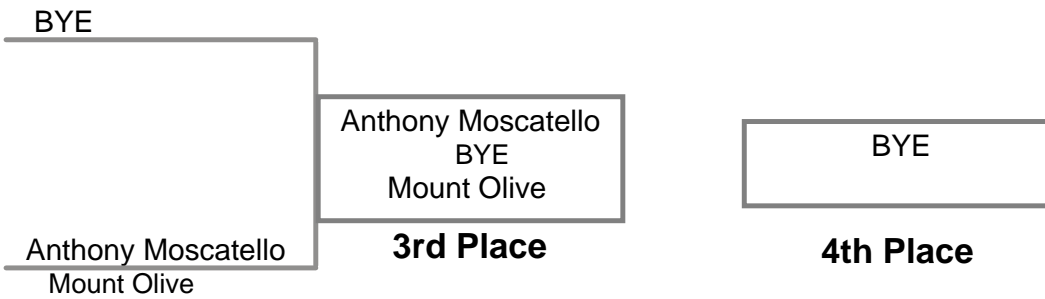 BYE
Anthony Moscatello
BYE
Mount Olive
3rd Place
BYE
4th Place
Anthony Moscatello
Mount Olive